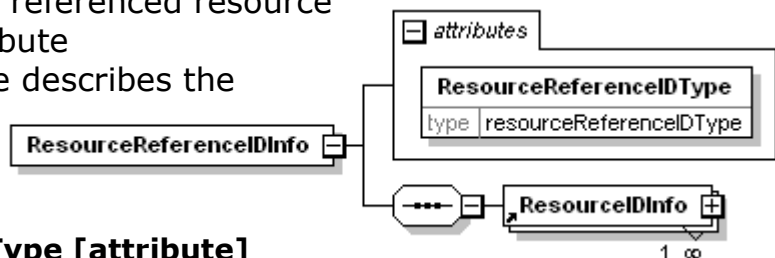 referenced resource
bute
e describes the
attributes
ResourceReferenceIDType
type resourceReferenceIDType
ResourceReferenceIDInfo
ResourceIDInfo
Type [attribute]
1..∞